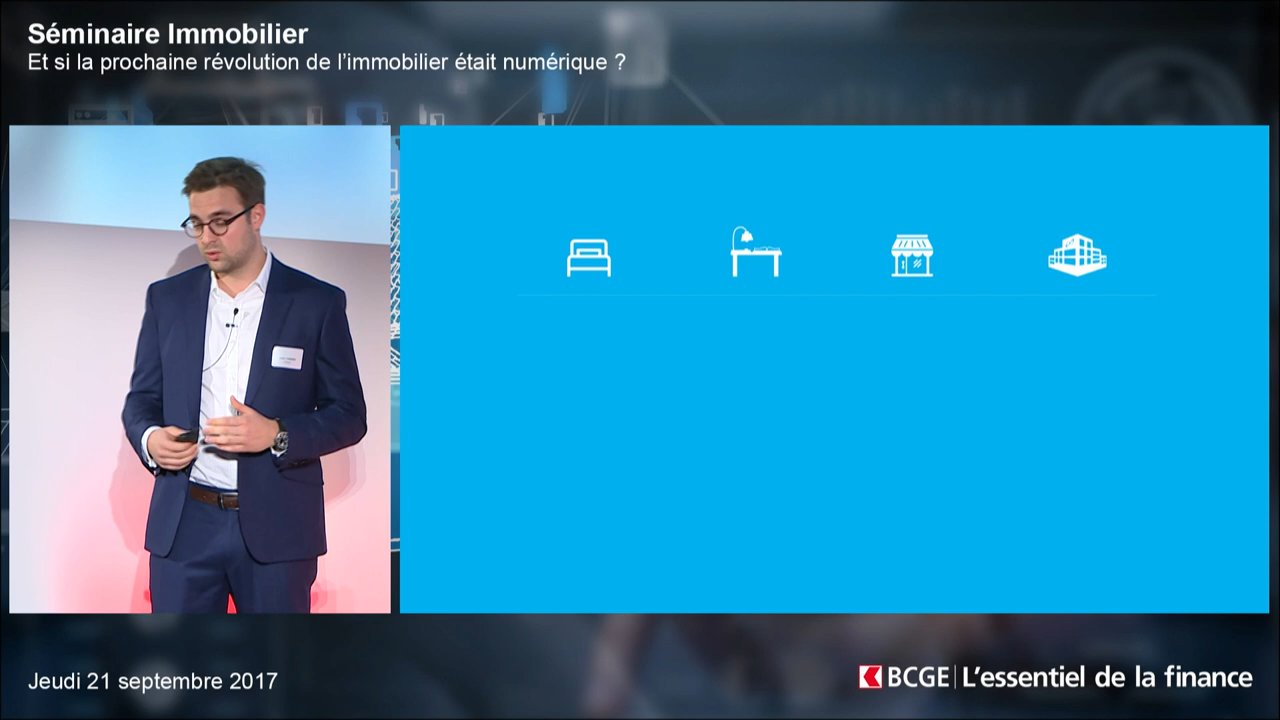 Séminaire Immobilier
Et si la prochaine révolution de l'immobilier était numérique ?
Jeudi 21 septembre 2017
BCGE | L'essentiel de la finance